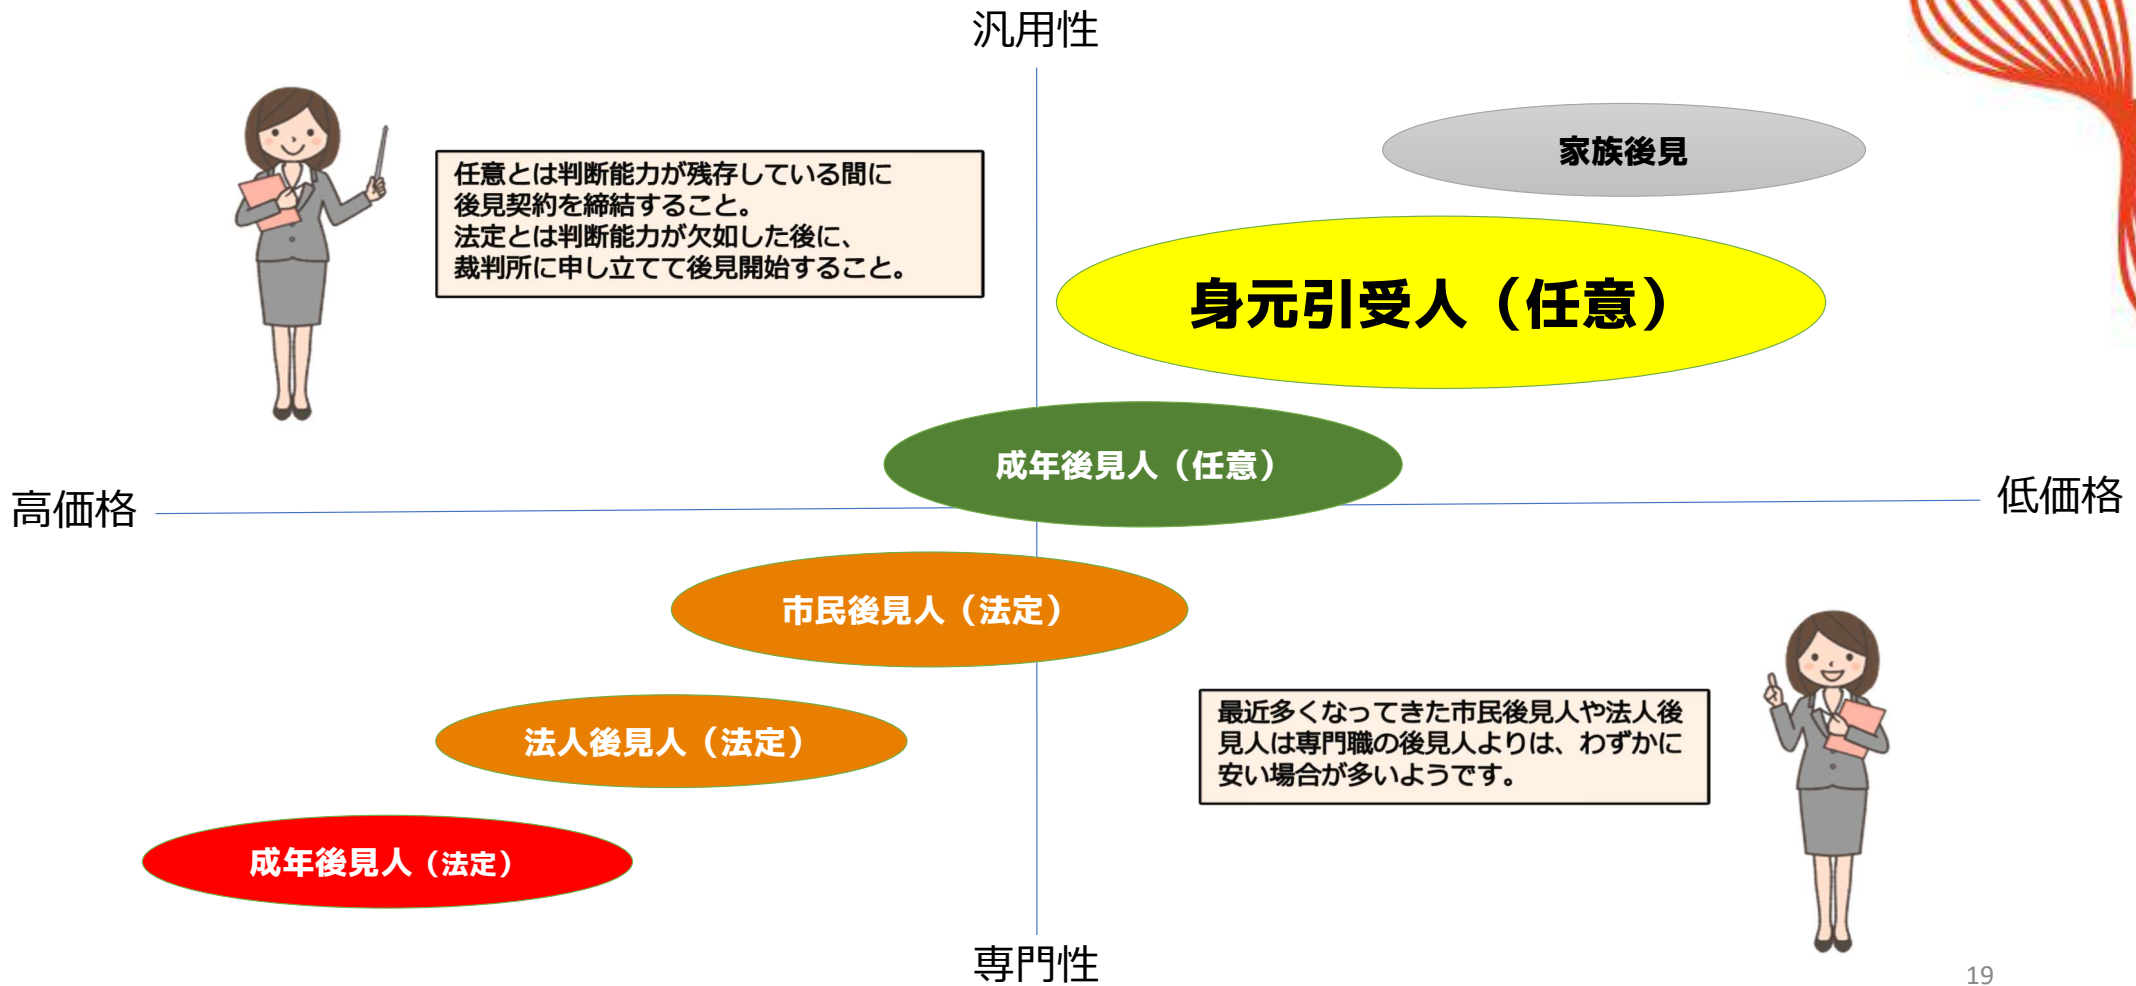 汎用性
家族後見
任意とは判断能力が残存している間に
後見契約を締結すること。
法定とは判断能力が欠如した後に、
裁判所に申し立てて後見開始すること。
身元引受人（任意）
成年後見人（任意）
高価格
低価格
市民後見人（法定）
法人後見人（法定）
最近多くなってきた市民後見人や法人後
見人は専門職の後見人よりは、わずかに
安い場合が多いようです。
成年後見人（法定）
専門性
19